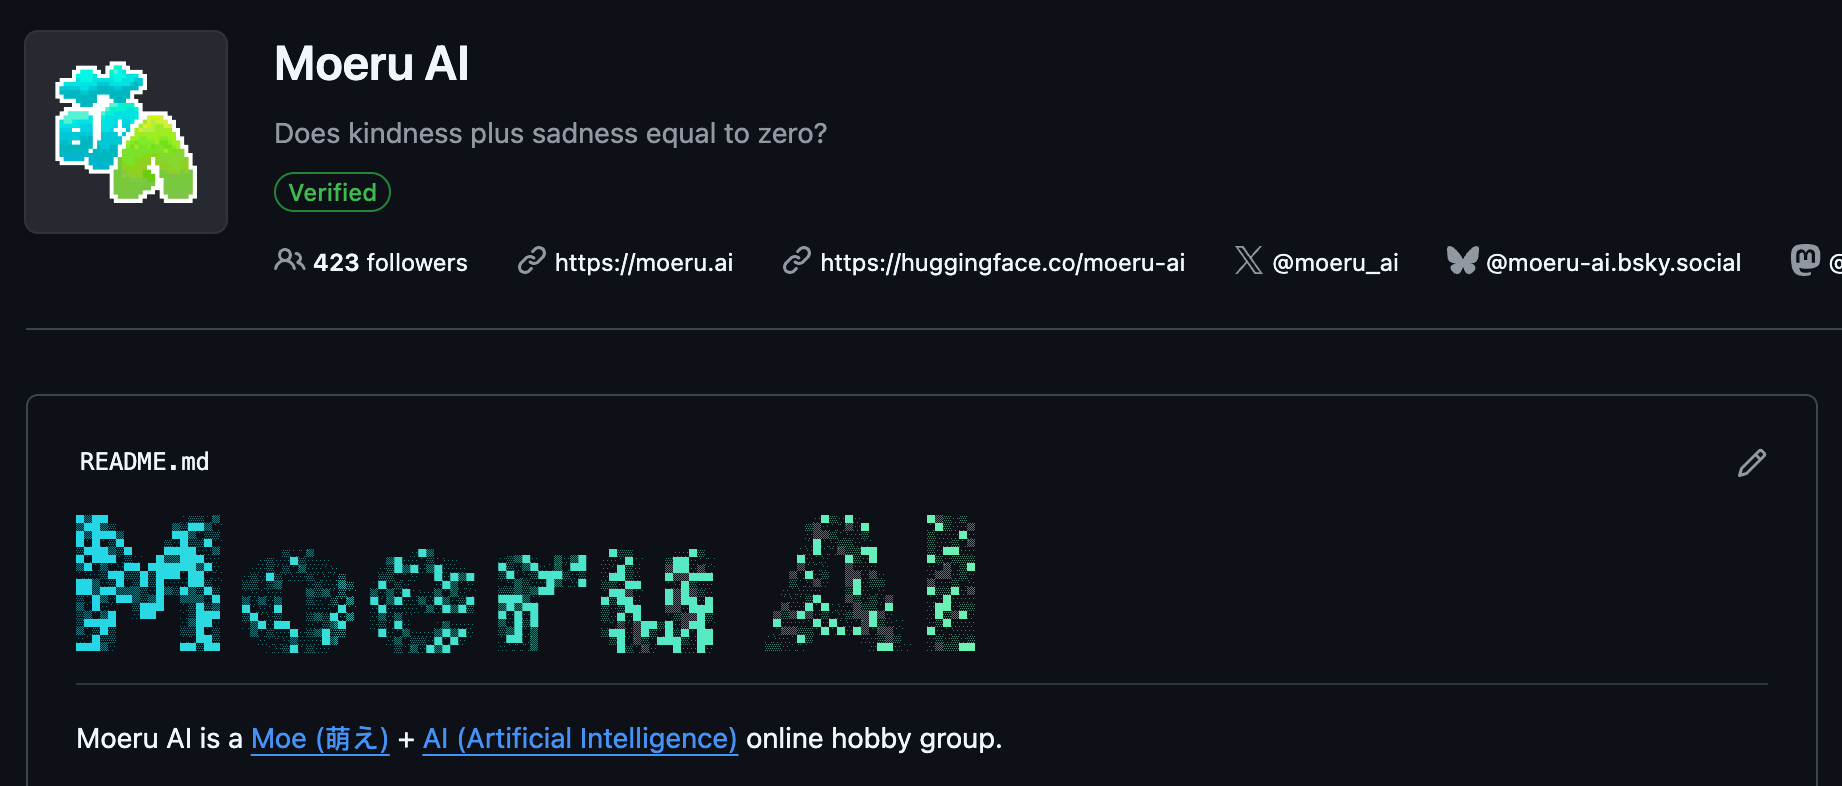 Moeru AI
Does kindness plus sadness equal to zero?
Verified
423 followers
https://moeru.ai
https://huggingface.co/moeru-ai
@moeru_ai
@moeru-ai.bsky.social
@
README.md
Moeru AI
Moeru AI is a Moe (萌え) + AI (Artificial Intelligence) online hobby group.